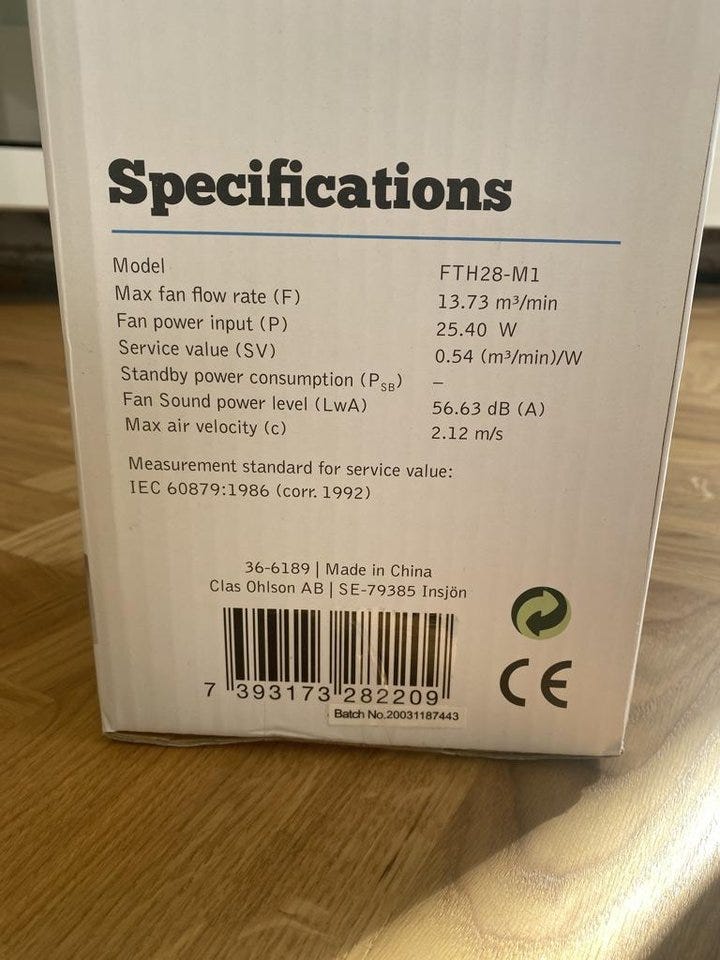 Specifications
Model FTH28-M1
Max fan flow rate (F) 13.73 m³/min
Fan power input (P) 25.40 W
Service value (SV) 0.54 (m³/min)/W
Standby power consumption (PSB) –
Fan Sound power level (LwA) 56.63 dB (A)
Max air velocity (c) 2.12 m/s
Measurement standard for service value:
IEC 60879:1986 (corr. 1992)
36-6189 | Made in China
Clas Ohlson AB | SE-79385 Insjön
7 393173 282209
Batch No.20031187443
CE